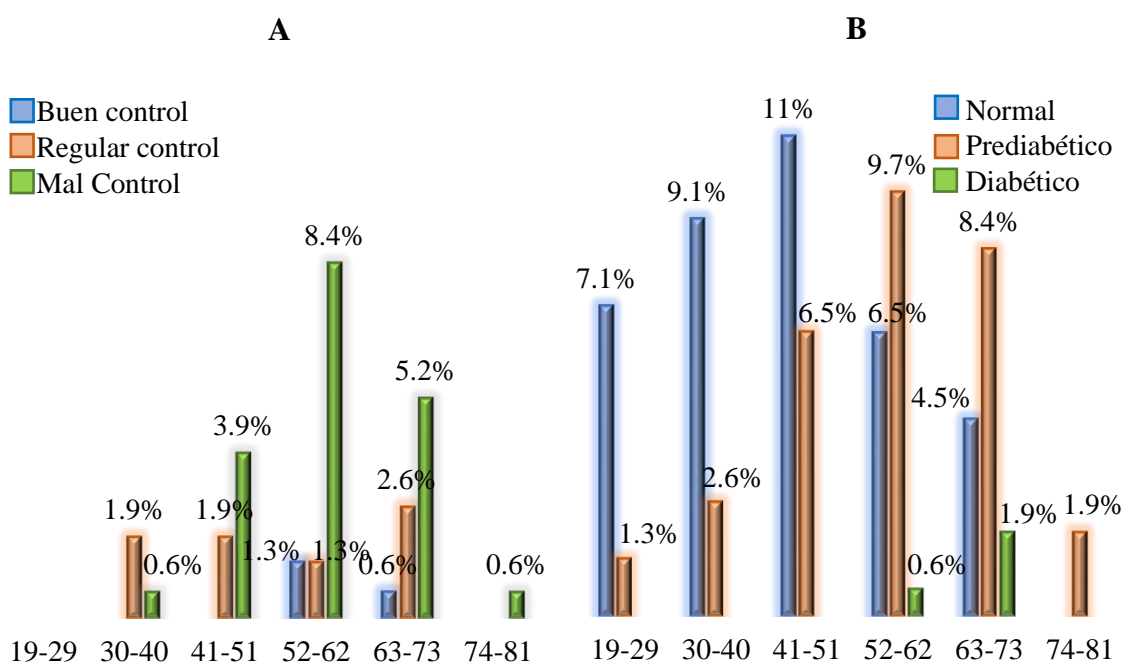 A
Buen control
Regular control
Mal Control
8.4%
5.2%
3.9%
2.6%
1.9% 1.9%
0.6% 1.3% 1.3% 0.6% 0.6%
19-29 30-40 41-51 52-62 63-73 74-81
B
Normal
Prediabético
Diabético
11%
9.7%
9.1%
8.4%
7.1%
6.5% 6.5%
4.5%
2.6%
1.3% 1.9% 1.9%
0.6%
19-29 30-40 41-51 52-62 63-73 74-81